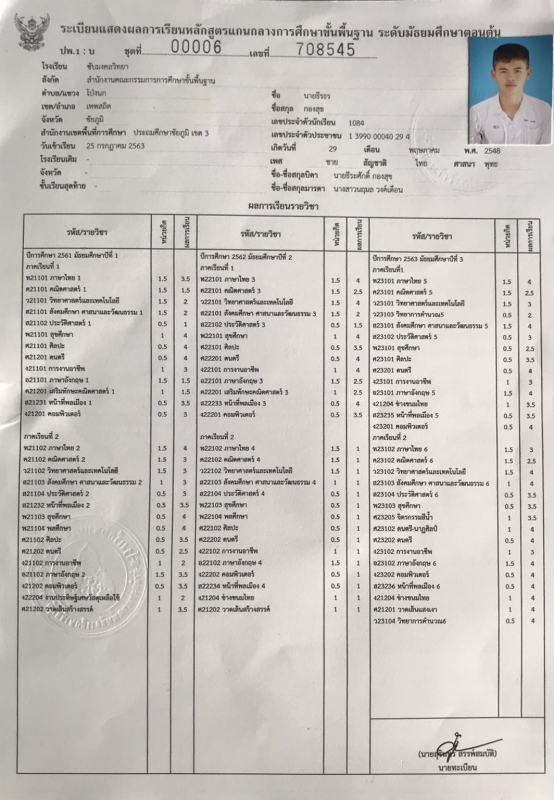 ระเบียนแสดงผลการเรียนหลักสูตรแกนกลางการศึกษาขั้นพื้นฐาน ระดับมัธยมศึกษาตอนต้น
ปพ.1 : บ ชุดที่ 00006 เลขที่ 708545
โรงเรียน ซับมงคลวิทยา
สังกัด สำนักงานคณะกรรมการการศึกษาขั้นพื้นฐาน
ตำบล/แขวง โป่งนก
เขต/อำเภอ เทพสถิต
จังหวัด ชัยภูมิ
สำนักงานเขตพื้นที่การศึกษา ประถมศึกษาชัยภูมิ เขต 3
วันเข้าเรียน 25 กรกฎาคม 2563
โรงเรียนเดิม -
จังหวัด -
ชั้นเรียนสุดท้าย -
ชื่อ นายธีรธร
ชื่อสกุล กองสุข
เลขประจำตัวนักเรียน 1084
เลขประจำตัวประชาชน 1 3990 00040 29 4
เกิดวันที่ 29 เดือน พฤษภาคม พ.ศ. 2548
เพศ ชาย สัญชาติ ไทย ศาสนา พุทธ
ชื่อ-ชื่อสกุลบิดา นายธีระศักดิ์ กองสุข
ชื่อ-ชื่อสกุลมารดา นางสาวนฤมล วงค์เดือน
ผลการเรียนรายวิชา
รหัส/รายวิชา หน่วยกิต ผลการเรียน
ปีการศึกษา 2561 มัธยมศึกษาปีที่ 1
ภาคเรียนที่ 1
ท21101 ภาษาไทย 1 1.5 3.5
ค21101 คณิตศาสตร์ 1 1.5 1.5
ว21101 วิทยาศาสตร์และเทคโนโลยี 1.5 2
ส21101 สังคมศึกษา ศาสนาและวัฒนธรรม 1 1.5 2
ส21102 ประวัติศาสตร์ 1 0.5 1
พ21101 สุขศึกษา 1 4
ศ21101 ศิลปะ 0.5 4
ศ21201 ดนตรี 0.5 4
ง21101 การงานอาชีพ 1 3
อ21101 ภาษาอังกฤษ 1 1.5 2
ค21201 เสริมทักษะคณิตศาสตร์ 1 1 1.5
ส21231 หน้าที่พลเมือง 1 0.5 3.5
ง21201 คอมพิวเตอร์ 0.5 3
ภาคเรียนที่ 2
ท21102 ภาษาไทย 2 1.5 4
ค21102 คณิตศาสตร์ 2 1.5 3
ว21102 วิทยาศาสตร์และเทคโนโลยี 1.5 3
ส21103 สังคมศึกษา ศาสนาและวัฒนธรรม 2 1 3
ส21104 ประวัติศาสตร์ 2 0.5 3
ส21232 หน้าที่พลเมือง 2 0.5 3.5
พ21103 สุขศึกษา 0.5 4
พ21104 พลศึกษา 0.5 4
ศ21102 ศิลปะ 0.5 3.5
ศ21202 ดนตรี 0.5 2.5
ง21102 การงานอาชีพ 1 2
อ21102 ภาษาอังกฤษ 2 1.5 3.5
ง21202 คอมพิวเตอร์ 0.5 3.5
ง22204 งานประดิษฐ์เศษวัสดุเหลือใช้ 1 2
ศ21202 วาดเส้นสร้างสรรค์ 1 3.5
รหัส/รายวิชา หน่วยกิต ผลการเรียน
ปีการศึกษา 2562 มัธยมศึกษาปีที่ 2
ภาคเรียนที่ 1
ท22101 ภาษาไทย 3 1.5 4
ค22101 คณิตศาสตร์ 3 1.5 2.5
ว22101 วิทยาศาสตร์และเทคโนโลยี 1.5 4
ส22101 สังคมศึกษา ศาสนาและวัฒนธรรม 3 1.5 2
ส22102 ประวัติศาสตร์ 3 0.5 1.5
พ22101 สุขศึกษา 1 4
ศ22101 ศิลปะ 0.5 3.5
ศ22201 ดนตรี 0.5 4
ง22101 การงานอาชีพ 1 4
อ22101 ภาษาอังกฤษ 3 1.5 2.5
ค22201 เสริมทักษะคณิตศาสตร์ 3 1 2.5
ส22233 หน้าที่พลเมือง 3 0.5 4
ง22201 คอมพิวเตอร์ 0.5 3.5
ภาคเรียนที่ 2
ท22102 ภาษาไทย 4 1.5 1
ค22102 คณิตศาสตร์ 4 1.5 1
ว22102 วิทยาศาสตร์และเทคโนโลยี 1.5 1
ส22103 สังคมศึกษา ศาสนาและวัฒนธรรม 4 1 1
ส22104 ประวัติศาสตร์ 4 0.5 1
พ22103 สุขศึกษา 0.5 1
พ22104 พลศึกษา 0.5 1
ศ22102 ศิลปะ 0.5 1
ศ22202 ดนตรี 0.5 1
ง22102 การงานอาชีพ 1 1
อ22102 ภาษาอังกฤษ 4 1.5 1
ง22202 คอมพิวเตอร์ 0.5 1
ส22234 หน้าที่พลเมือง 4 0.5 1
ง21204 ช่างขนมไทย 1 1
ศ21202 วาดเส้นสร้างสรรค์ 1 1
รหัส/รายวิชา หน่วยกิต ผลการเรียน
ปีการศึกษา 2563 มัธยมศึกษาปีที่ 3
ภาคเรียนที่1
ท23101 ภาษาไทย 5 1.5 4
ค23101 คณิตศาสตร์ 5 1.5 2.5
ว23101 วิทยาศาสตร์และเทคโนโลยี 1.5 3
ว23103 วิทยาการคำนวณ5 0.5 2
ส23101 สังคมศึกษา ศาสนาและวัฒนธรรม 5 1.5 4
ส23102 ประวัติศาสตร์ 5 0.5 3
พ23101 สุขศึกษา 0.5 2.5
ศ23101 ศิลปะ 0.5 3.5
ศ23201 ดนตรี 0.5 4
ง23101 การงานอาชีพ 1 3
อ23101 ภาษาอังกฤษ 5 1.5 4
ง21204 ช่างขนมไทย 1 3.5
ส23235 หน้าที่พลเมือง 5 0.5 3.5
ง23201 คอมพิวเตอร์ 0.5 4
ภาคเรียนที่ 2
ท23102 ภาษาไทย 6 1.5 3
ค23102 คณิตศาสตร์ 6 1.5 2.5
ว23102 วิทยาศาสตร์และเทคโนโลยี 1.5 4
ส23103 สังคมศึกษา ศาสนาและวัฒนธรรม 6 1 4
ส23104 ประวัติศาสตร์ 6 0.5 3.5
พ23103 สุขศึกษา 0.5 3.5
ศ23205 จิตรกรรมสีน้ำ 1 3.5
ศ23102 ดนตรี-นาฏศิลป์ 1 4
ศ23202 ดนตรี 0.5 4
ง23102 การงานอาชีพ 1 3
อ23102 ภาษาอังกฤษ 6 1.5 4
ง23202 คอมพิวเตอร์ 0.5 4
ส23236 หน้าที่พลเมือง 6 0.5 4
ง21204 ช่างขนมไทย 1 4
ศ21201 วาดเส้นแสงเงา 1 4
ว23104 วิทยาการคำนวณ6 0.5 4
สรรพ์สมบัติ)
นายทะเบียน